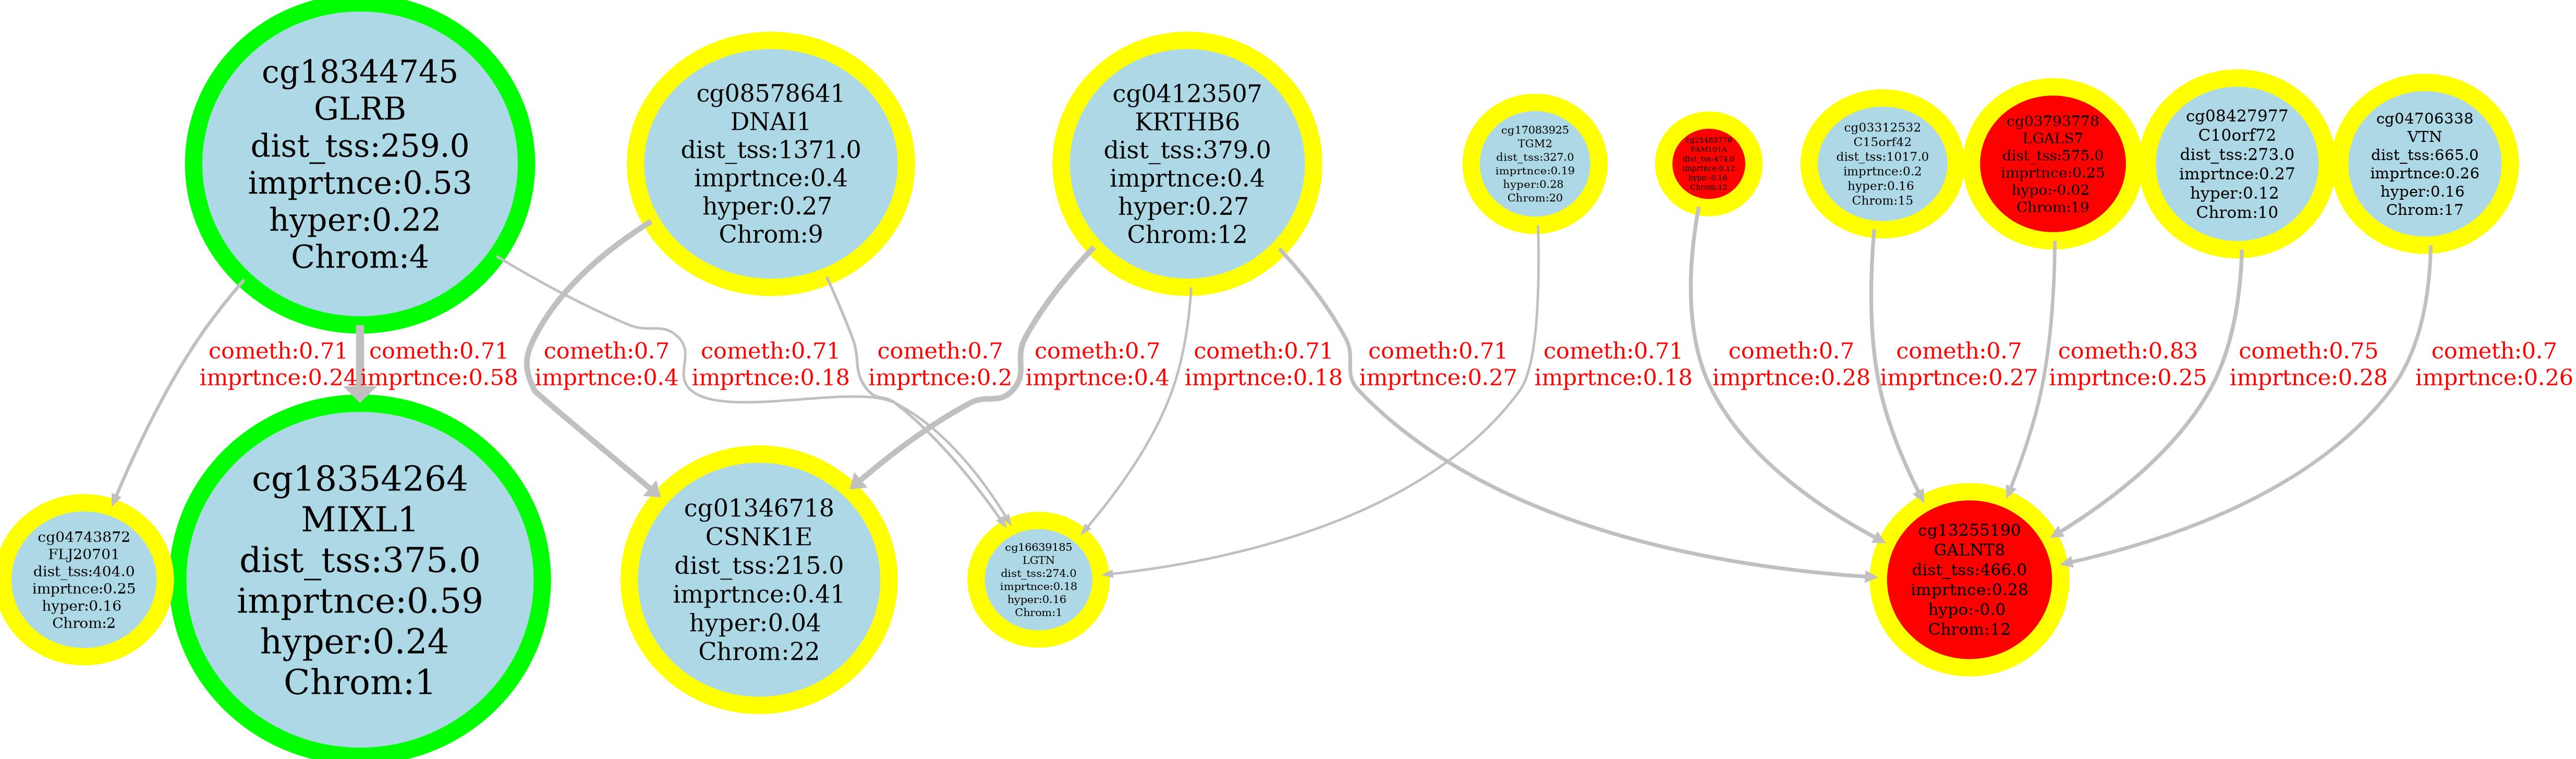 cg18344745
GLRB
dist_tss:259.0
imprtnce:0.53
hyper:0.22
Chrom:4
cg08578641
DNAI1
dist_tss:1371.0
imprtnce:0.4
hyper:0.27
Chrom:9
cg04123507
KRTHB6
dist_tss:379.0
imprtnce:0.4
hyper:0.27
Chrom:12
cg17083925
TGM2
dist_tss:327.0
imprtnce:0.19
hyper:0.28
Chrom:20
FAM101A
dist_tss:474.0
imprtnce:0.12
hypo:-0.16
Chrom:12
cg03312532
C15orf42
dist_tss:1017.0
imprtnce:0.2
hyper:0.16
Chrom:15
cg03793778
LGALS7
dist_tss:575.0
imprtnce:0.25
hypo:-0.02
Chrom:19
cg08427977
C10orf72
dist_tss:273.0
imprtnce:0.27
hyper:0.12
Chrom:10
cg04706338
VTN
dist_tss:665.0
imprtnce:0.26
hyper:0.16
Chrom:17
cometh:0.71
imprtnce:0.24
cometh:0.71
imprtnce:0.58
cometh:0.7
imprtnce:0.4
cometh:0.71
imprtnce:0.18
cometh:0.7
imprtnce:0.2
cometh:0.7
imprtnce:0.4
cometh:0.71
imprtnce:0.18
cometh:0.71
imprtnce:0.27
cometh:0.71
imprtnce:0.18
cometh:0.7
imprtnce:0.28
cometh:0.7
imprtnce:0.27
cometh:0.83
imprtnce:0.25
cometh:0.75
imprtnce:0.28
cometh:0.7
imprtnce:0.26
cg04743872
FLJ20701
dist_tss:404.0
imprtnce:0.25
hyper:0.16
Chrom:2
cg18354264
MIXL1
dist_tss:375.0
imprtnce:0.59
hyper:0.24
Chrom:1
cg01346718
CSNK1E
dist_tss:215.0
imprtnce:0.41
hyper:0.04
Chrom:22
cg16639185
LGTN
dist_tss:274.0
imprtnce:0.18
hyper:0.16
Chrom:1
cg13255190
GALNT8
dist_tss:466.0
imprtnce:0.28
hypo:-0.0
Chrom:12